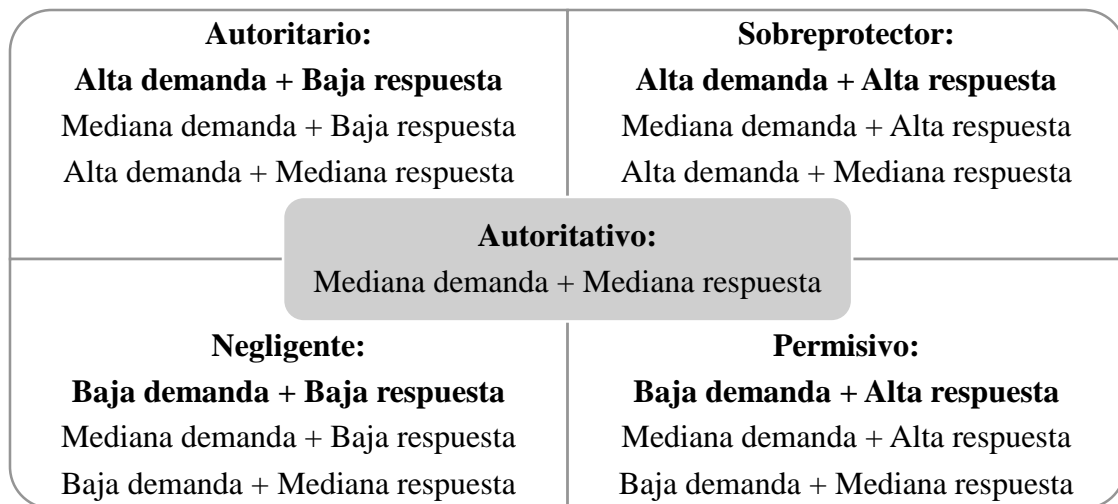 Autoritario:
Alta demanda + Baja respuesta
Mediana demanda + Baja respuesta
Alta demanda + Mediana respuesta
Sobreprotector:
Alta demanda + Alta respuesta
Mediana demanda + Alta respuesta
Alta demanda + Mediana respuesta
Autoritativo:
Mediana demanda + Mediana respuesta
Negligente:
Baja demanda + Baja respuesta
Mediana demanda + Baja respuesta
Baja demanda + Mediana respuesta
Permisivo:
Baja demanda + Alta respuesta
Mediana demanda + Alta respuesta
Baja demanda + Mediana respuesta